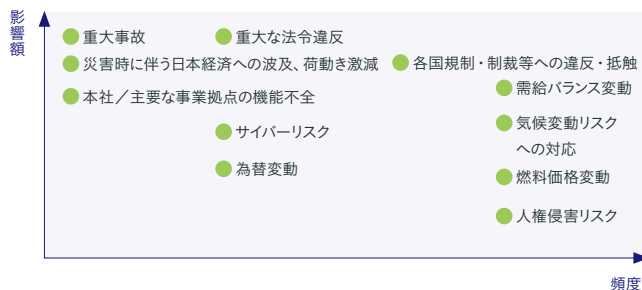 影響額
重大事故
重大な法令違反
災害時に伴う日本経済への波及、荷動き激減
各国規制・制裁等への違反・抵触
本社／主要な事業拠点の機能不全
需給バランス変動
サイバーリスク
気候変動リスク
への対応
為替変動
燃料価格変動
人権侵害リスク
頻度